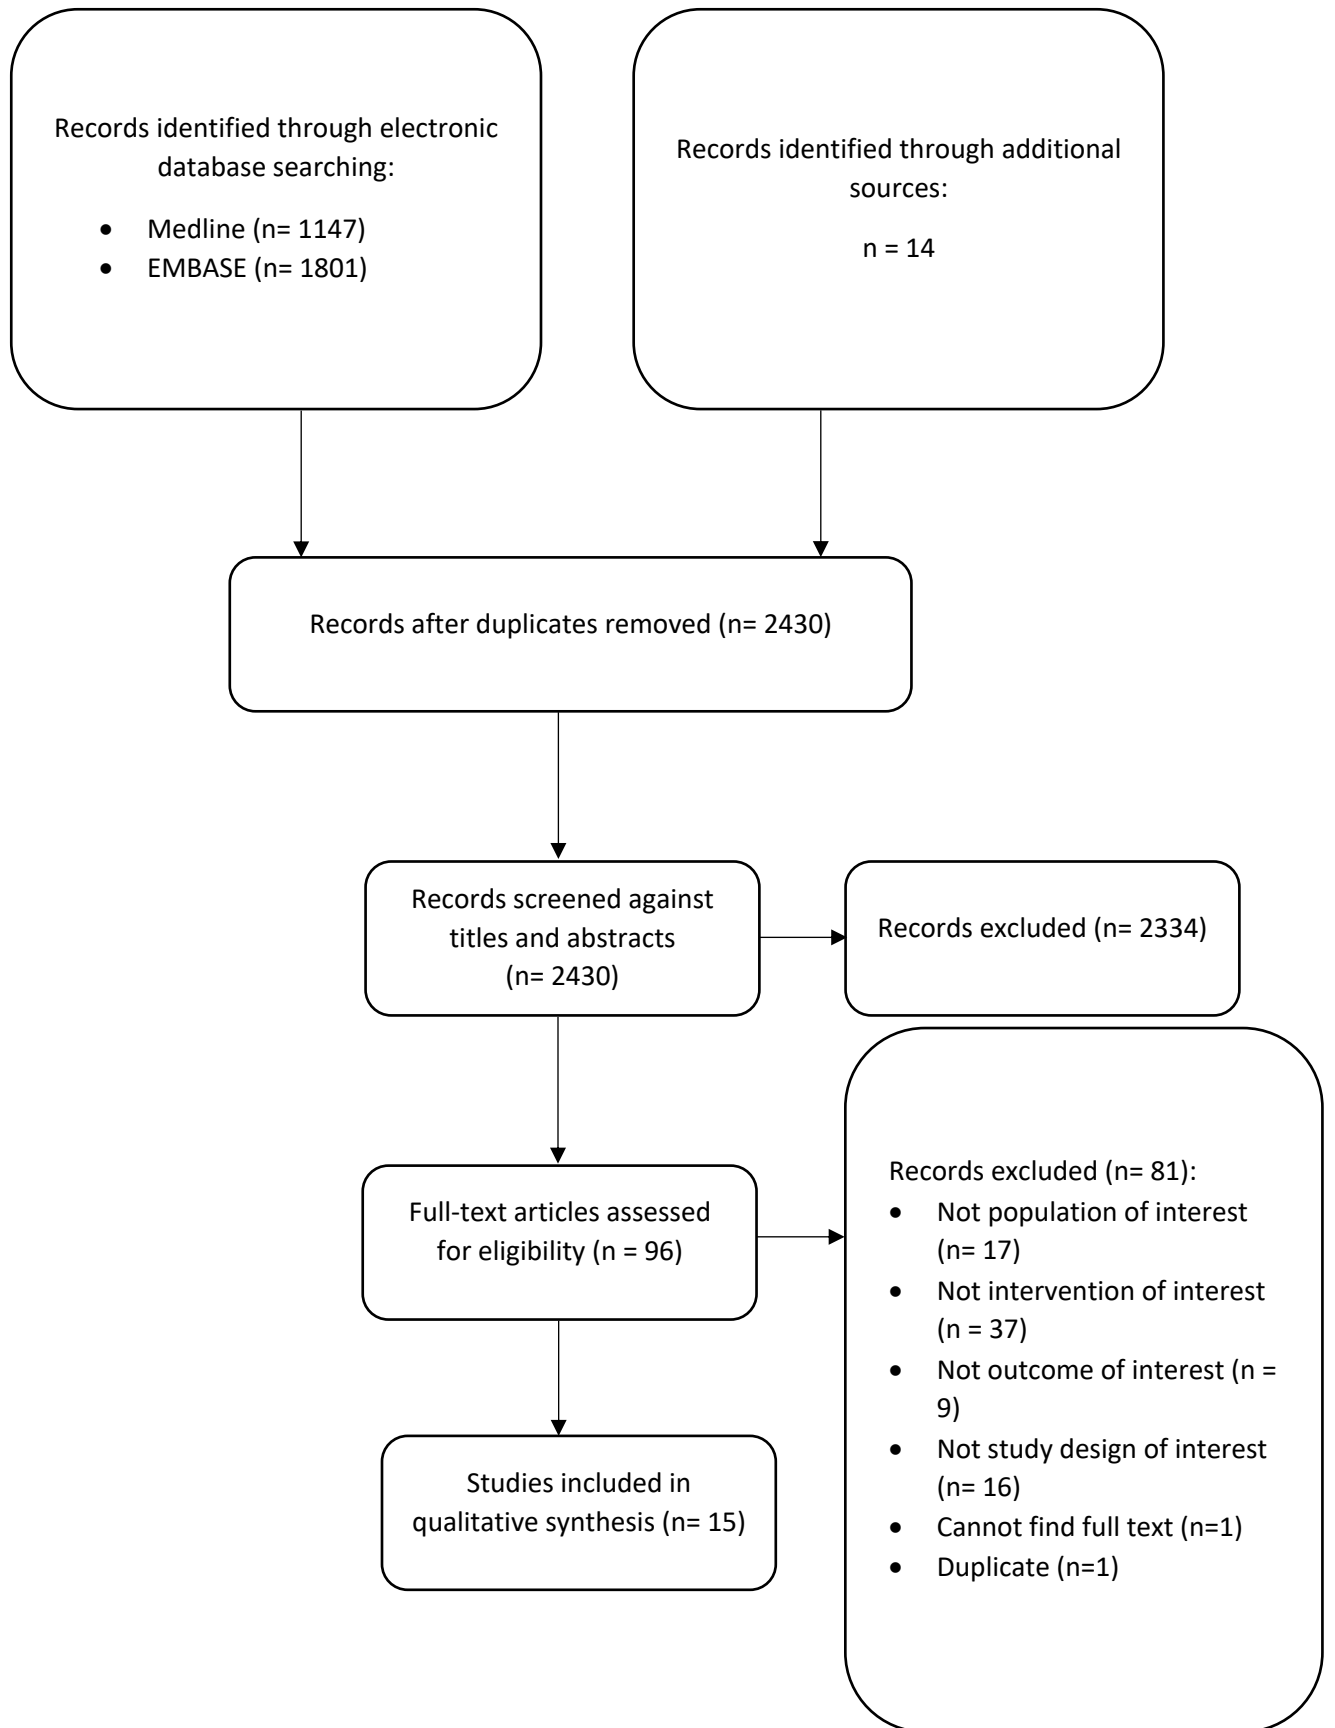 Records identified through electronic
database searching:
• Medline (n= 1147)
• EMBASE (n= 1801)
Records identified through additional
sources:
n = 14
Records after duplicates removed (n= 2430)
Records screened against
titles and abstracts
(n= 2430)
Records excluded (n= 2334)
Full-text articles assessed
for eligibility (n = 96)
Records excluded (n= 81):
• Not population of interest
(n= 17)
• Not intervention of interest
(n = 37)
• Not outcome of interest (n =
9)
• Not study design of interest
(n= 16)
• Cannot find full text (n=1)
• Duplicate (n=1)
Studies included in
qualitative synthesis (n= 15)